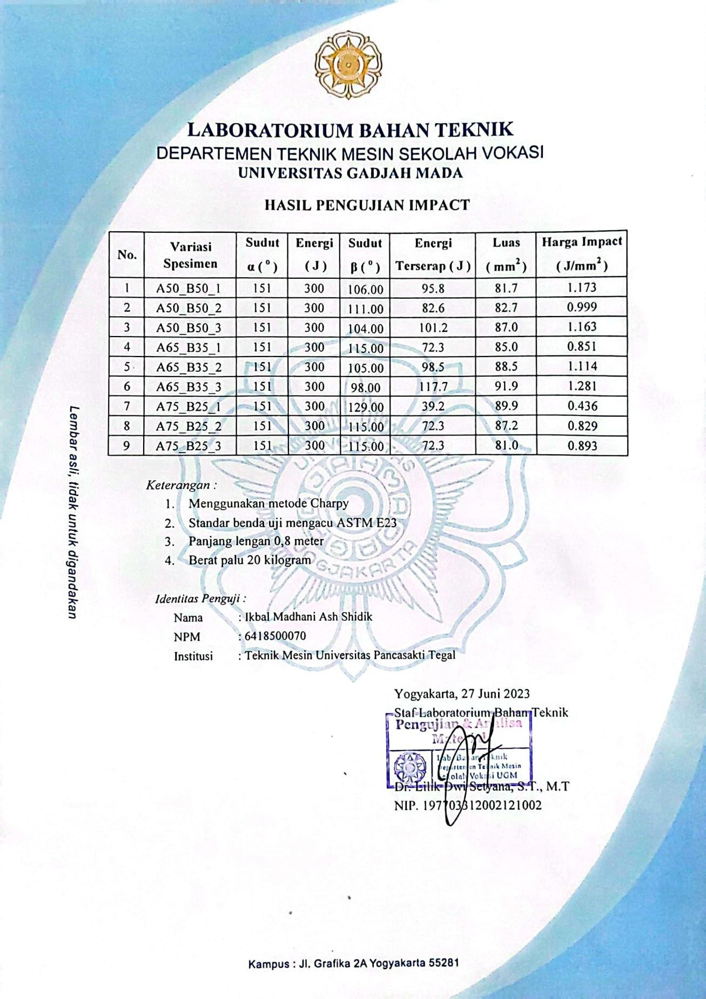 LABORATORIUM BAHAN TEKNIK
DEPARTEMEN TEKNIK MESIN SEKOLAH VOKASI
UNIVERSITAS GADJAH MADA
HASIL PENGUJIAN IMPACT
No. Variasi Spesimen Sudut α ( ° ) Energi ( J ) Sudut β ( ° ) Energi Terserap ( J ) Luas ( mm² ) Harga Impact ( J/mm² )
1 A50_B50_1 151 300 106.00 95.8 81.7 1.173
2 A50_B50_2 151 300 111.00 82.6 82.7 0.999
3 A50_B50_3 151 300 104.00 101.2 87.0 1.163
4 A65_B35_1 151 300 115.00 72.3 85.0 0.851
5 A65_B35_2 151 300 105.00 98.5 88.5 1.114
6 A65_B35_3 151 300 98.00 117.7 91.9 1.281
7 A75_B25_1 151 300 129.00 39.2 89.9 0.436
8 A75_B25_2 151 300 115.00 72.3 87.2 0.829
9 A75_B25_3 151 300 115.00 72.3 81.0 0.893
Keterangan :
1. Menggunakan metode Charpy
2. Standar benda uji mengacu ASTM E23
3. Panjang lengan 0,8 meter
4. Berat palu 20 kilogram
Lembar asli, tidak untuk digandakan
UNIVERSITAS
GADJAH MADA
YOGJAKARTA
Identitas Penguji :
Nama : Ikbal Madhani Ash Shidik
NPM : 6418500070
Institusi : Teknik Mesin Universitas Pancasakti Tegal
Yogyakarta, 27 Juni 2023
Staf Laboratorium Bahan Teknik
Pengujian & Analisa
Material
Lab. Bahan Teknik
Departemen Teknik Mesin
Sekolah Vokasi UGM
Dr. Lilik Dwi Setyana, S.T., M.T
NIP. 197703312002121002
Kampus : Jl. Grafika 2A Yogyakarta 55281